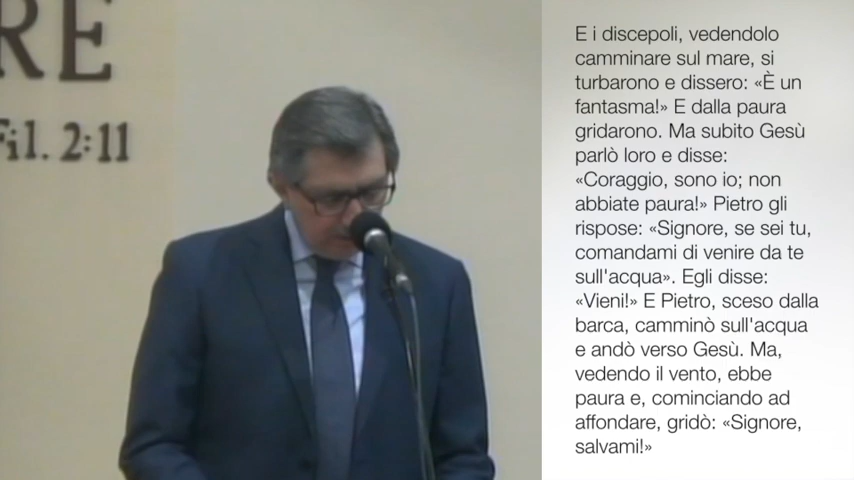 RE
Fil. 2:11
E i discepoli, vedendolo
camminare sul mare, si
turbarono e dissero: «È un
fantasma!» E dalla paura
gridarono. Ma subito Gesù
parlò loro e disse:
«Coraggio, sono io; non
abbiate paura!» Pietro gli
rispose: «Signore, se sei tu,
comandami di venire da te
sull'acqua». Egli disse:
«Vieni!» E Pietro, sceso dalla
barca, camminò sull'acqua
e andò verso Gesù. Ma,
vedendo il vento, ebbe
paura e, cominciando ad
affondare, gridò: «Signore,
salvami!»